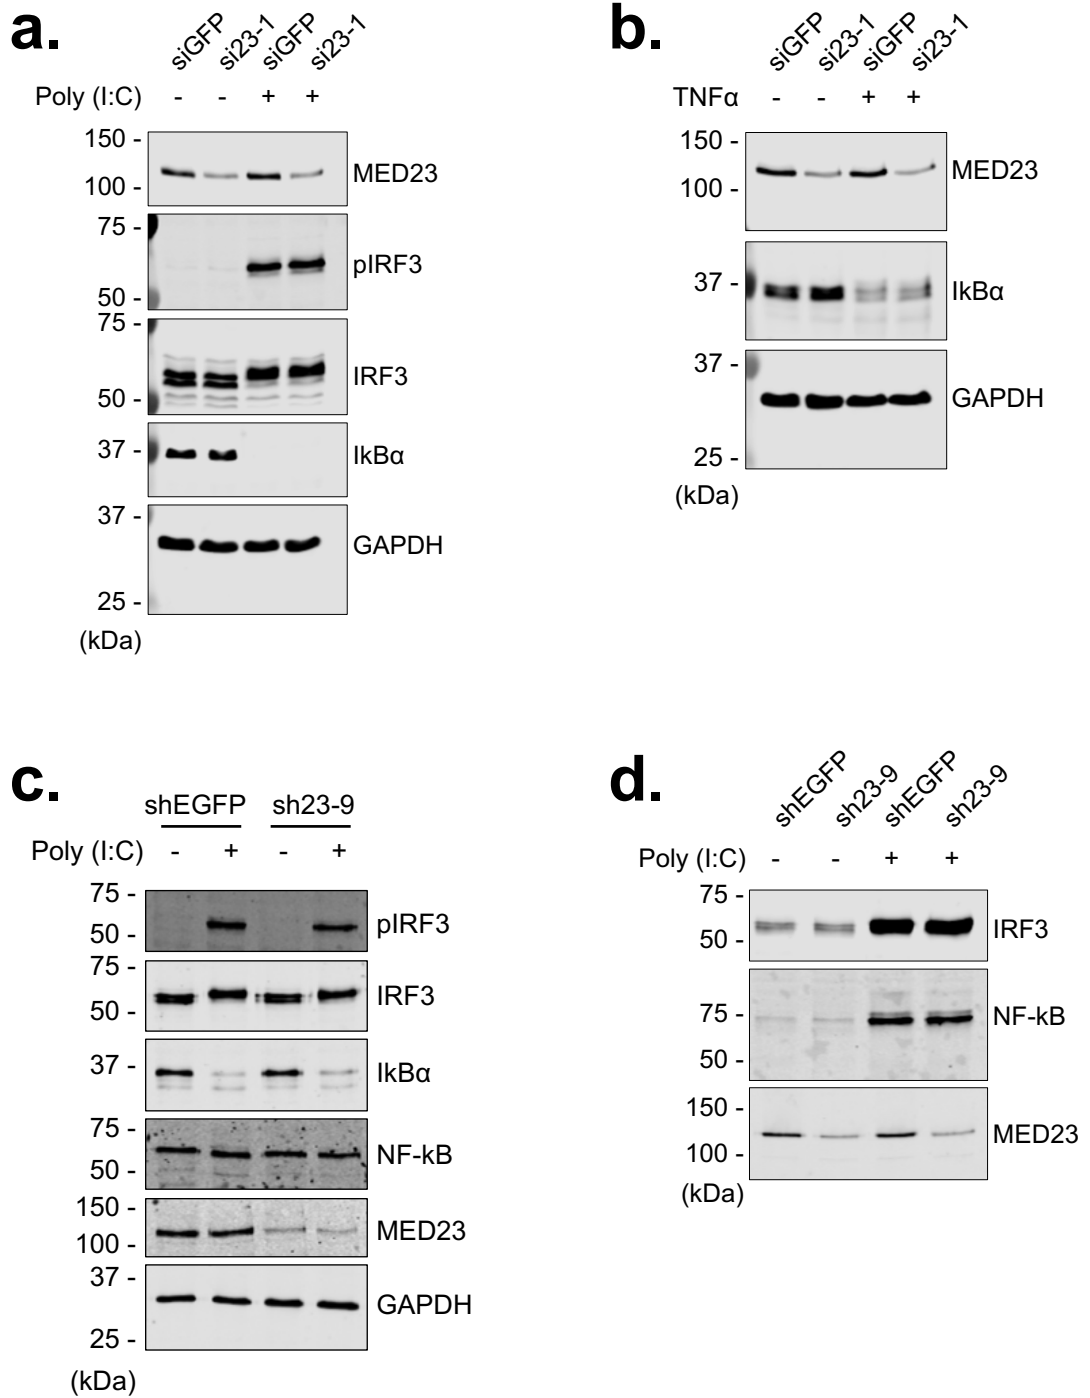 a.
siGFP si23-1 siGFP si23-1
Poly (I:C) - - + +
150 -
100 -
MED23
75 -
50 -
pIRF3
75 -
50 -
IRF3
37 -
IkBα
37 -
25 -
GAPDH
(kDa)
b.
siGFP si23-1 siGFP si23-1
TNFα - - + +
150 -
100 -
MED23
37 -
IkBα
37 -
25 -
GAPDH
(kDa)
c.
shEGFP sh23-9
Poly (I:C) - + - +
75 -
50 -
pIRF3
75 -
50 -
IRF3
37 -
IkBα
75 -
50 -
NF-kB
150 -
100 -
MED23
37 -
25 -
GAPDH
(kDa)
d.
shEGFP sh23-9 shEGFP sh23-9
Poly (I:C) - - + +
75 -
50 -
IRF3
75 -
50 -
NF-kB
150 -
100 -
MED23
(kDa)